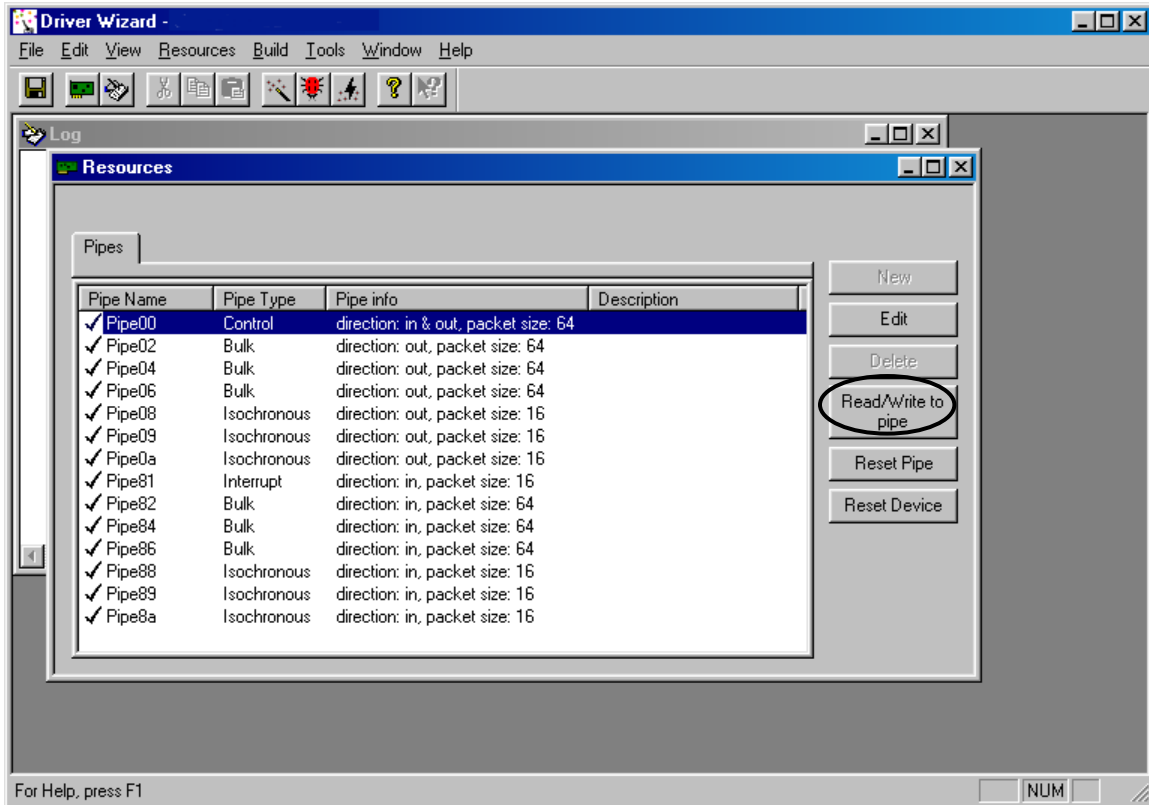 Driver Wizard -
File Edit View Resources Build Tools Window Help
Log
Resources
Pipes
Pipe Name Pipe Type Pipe info Description
Pipe00 Control direction: in & out, packet size: 64
Pipe02 Bulk direction: out, packet size: 64
Pipe04 Bulk direction: out, packet size: 64
Pipe06 Bulk direction: out, packet size: 64
Pipe08 Isochronous direction: out, packet size: 16
Pipe09 Isochronous direction: out, packet size: 16
Pipe0a Isochronous direction: out, packet size: 16
Pipe81 Interrupt direction: in, packet size: 16
Pipe82 Bulk direction: in, packet size: 64
Pipe84 Bulk direction: in, packet size: 64
Pipe86 Bulk direction: in, packet size: 64
Pipe88 Isochronous direction: in, packet size: 16
Pipe89 Isochronous direction: in, packet size: 16
Pipe8a Isochronous direction: in, packet size: 16
New
Edit
Delete
Read/Write to
pipe
Reset Pipe
Reset Device
For Help, press F1 NUM